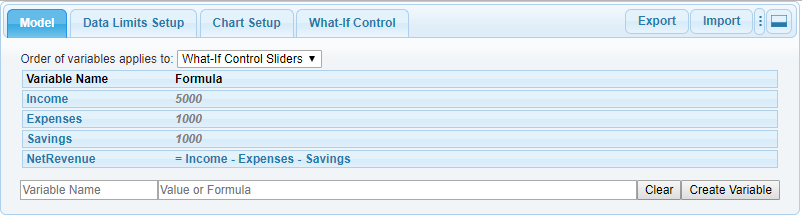 Model Data Limits Setup Chart Setup What-If Control Export Import
Order of variables applies to: What-If Control Sliders
Variable Name Formula
Income 5000
Expenses 1000
Savings 1000
NetRevenue = Income - Expenses - Savings
Variable Name Value or Formula Clear Create Variable